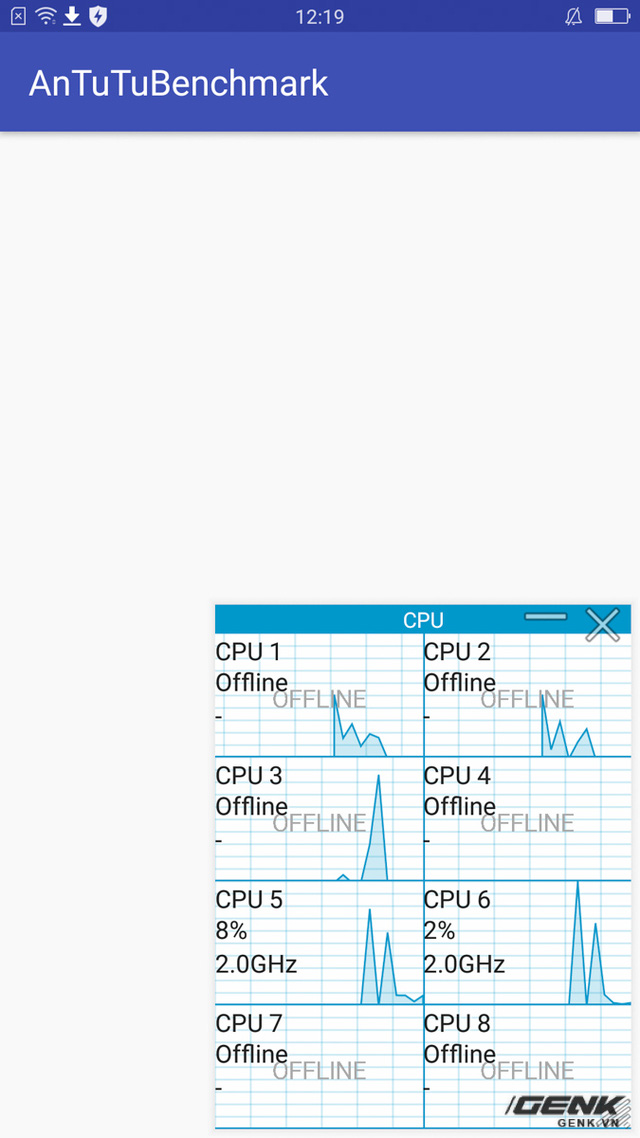 12:19
AnTuTuBenchmark
CPU
CPU 1
Offline
OFFLINE
-
CPU 2
Offline
OFFLINE
-
CPU 3
Offline
OFFLINE
-
CPU 4
Offline
OFFLINE
-
CPU 5
8%
2.0GHz
CPU 6
2%
2.0GHz
CPU 7
Offline
OFFLINE
-
CPU 8
Offline
OFFLINE
-
GENK
GENK.VN